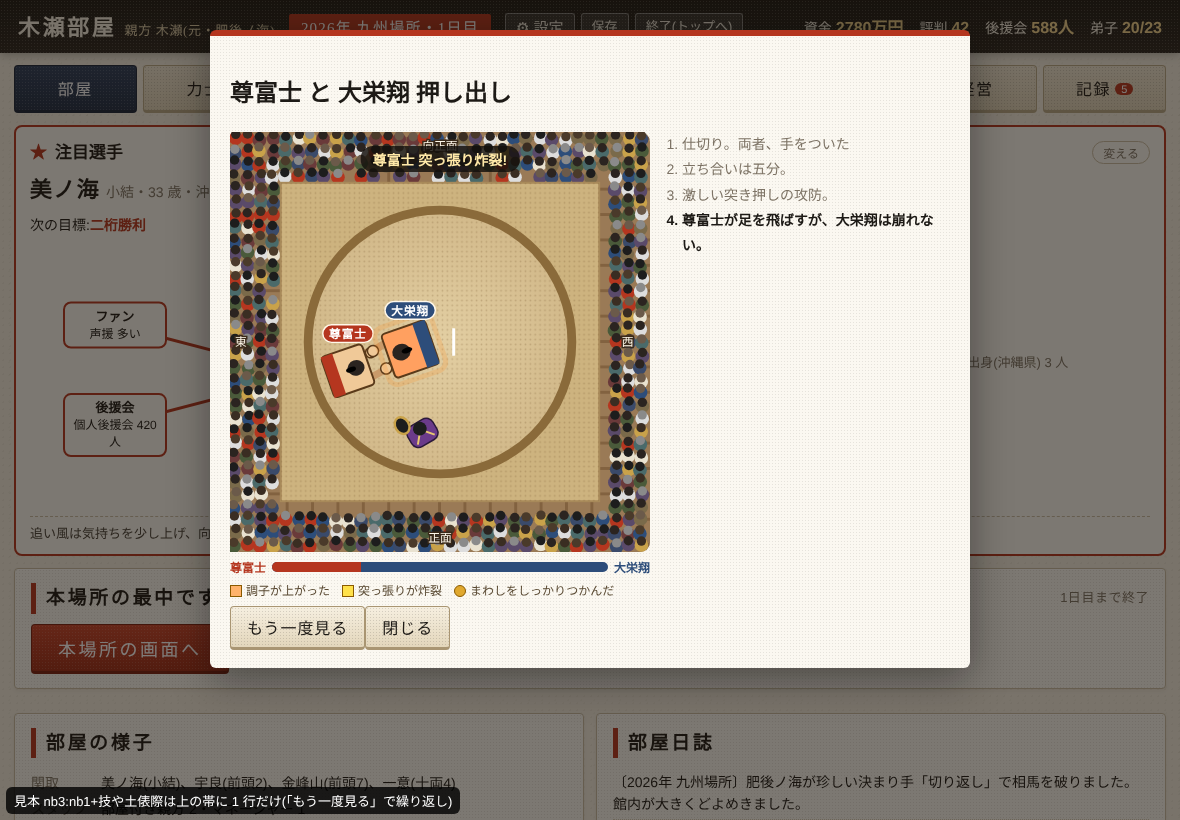 木瀬部屋 親方 木瀬(元・肥後ノ海) 2026年 九州場所・1日目 ⚙ 設定 保存 終了(トップへ) 資金 2780万円 評判 42 後援会 588人 弟子 20/23
部屋
記録 5
★ 注目選手
変える
美ノ海 小結・33 歳・沖
次の目標:二桁勝利
ファン
声援 多い
後援会
個人後援会 420
人
出身(沖縄県) 3 人
追い風は気持ちを少し上げ、向
尊富士 と 大栄翔 押し出し
向正面
尊富士 突っ張り炸裂!
大栄翔
尊富士
東
西
正面
尊富士
大栄翔
調子が上がった 突っ張りが炸裂 まわしをしっかりつかんだ
もう一度見る
閉じる
1. 仕切り。両者、手をついた
2. 立ち合いは五分。
3. 激しい突き押しの攻防。
4. 尊富士が足を飛ばすが、大栄翔は崩れな
い。
本場所の最中です
1日目まで終了
本場所の画面へ
部屋の様子
関取 美ノ海(小結)、宇良(前頭2)、金峰山(前頭7)、一意(十両4)
部屋日誌
〔2026年 九州場所〕肥後ノ海が珍しい決まり手「切り返し」で相馬を破りました。
館内が大きくどよめきました。
見本 nb3:nb1+技や土俵際は上の帯に 1 行だけ(「もう一度見る」で繰り返し)